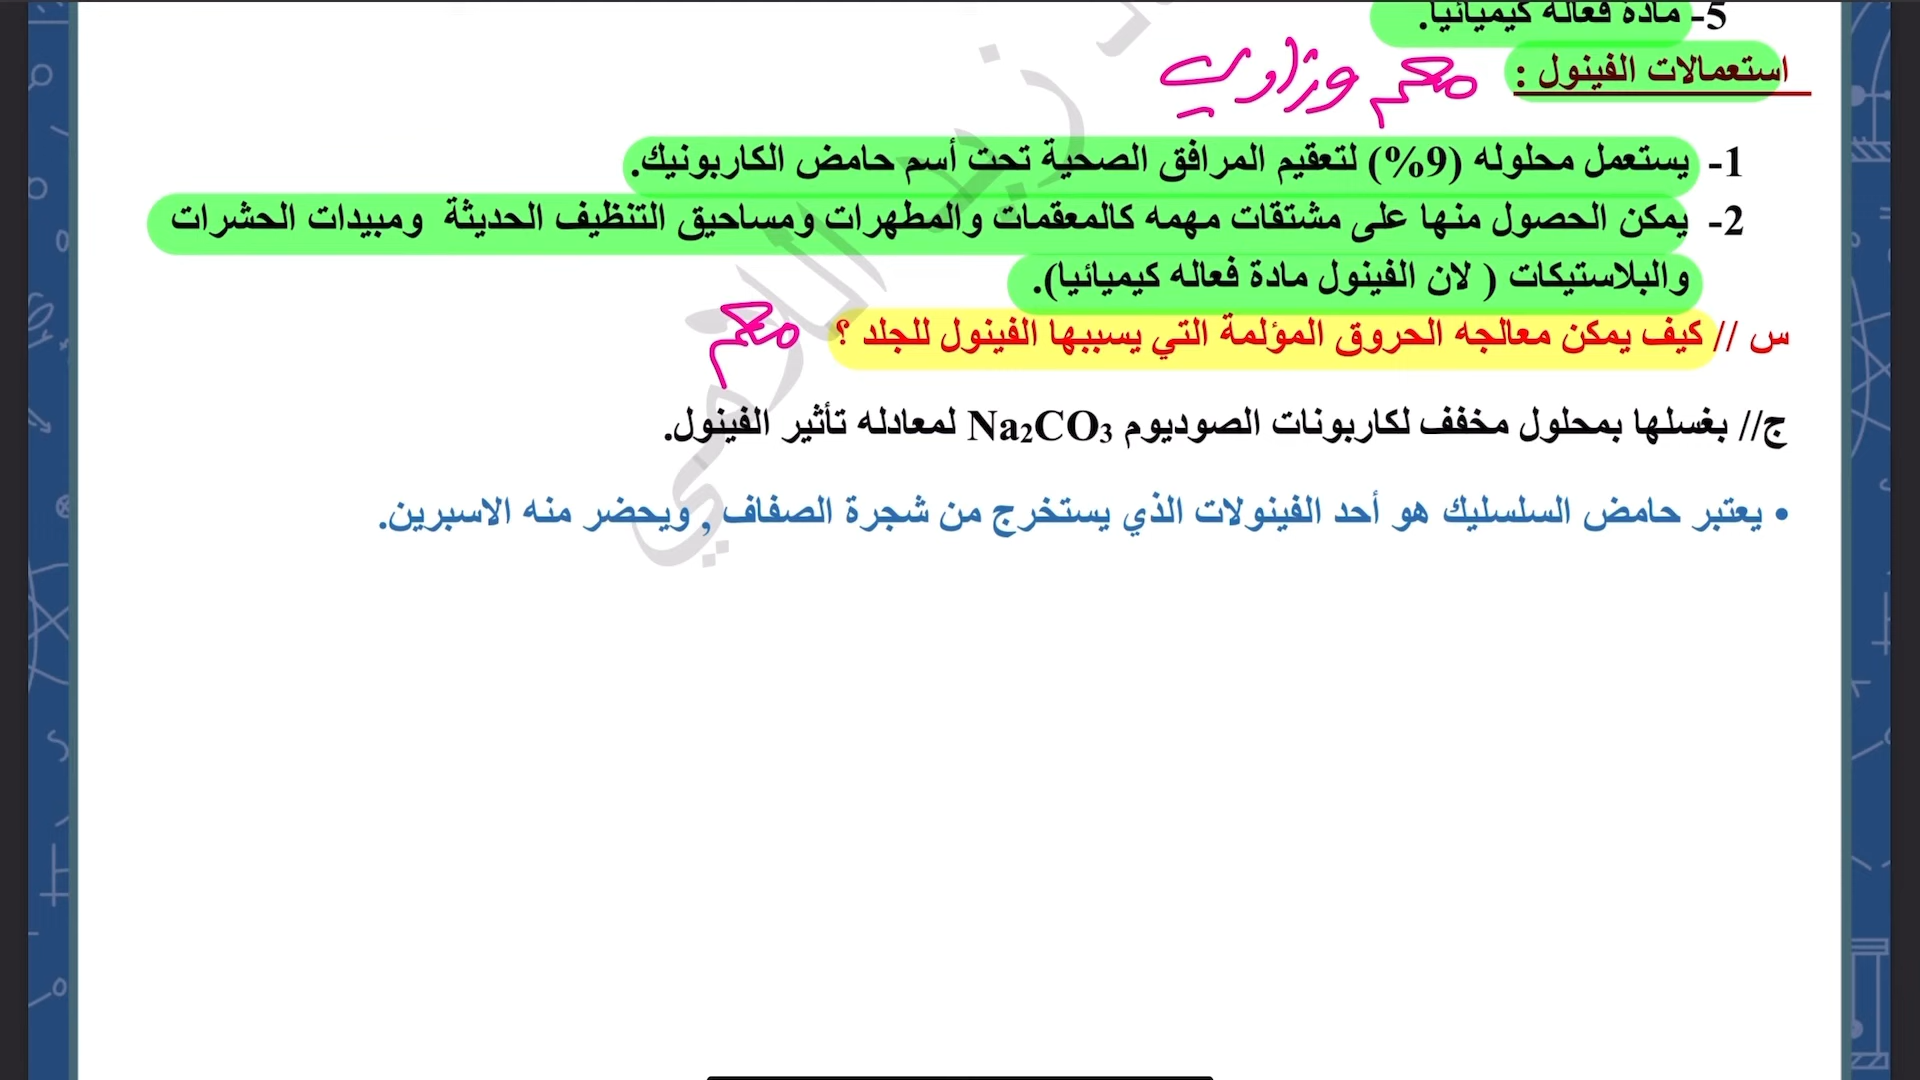 5- مادة فعاله كيميائيا.
استعمالات الفينول : مهم وزاري
1- يستعمل محلوله (9%) لتعقيم المرافق الصحية تحت أسم حامض الكاربونيك.
2- يمكن الحصول منها على مشتقات مهمه كالمعقمات والمطهرات ومساحيق التنظيف الحديثة ومبيدات الحشرات
والبلاستيكات ( لان الفينول مادة فعاله كيميائيا).
س // كيف يمكن معالجه الحروق المؤلمة التي يسببها الفينول للجلد ؟ مهم
ج// بغسلها بمحلول مخفف لكاربونات الصوديوم Na₂CO₃ لمعادله تأثير الفينول.
• يعتبر حامض السلسليك هو أحد الفينولات الذي يستخرج من شجرة الصفاف , ويحضر منه الاسبرين.